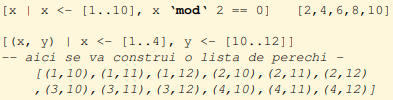 [x | x <- [1..10], x `mod` 2 == 0] [2,4,6,8,10]
[(x, y) | x <- [1..4], y <- [10..12]]
-- aici se va construi o lista de perechi -
[(1,10),(1,11),(1,12),(2,10),(2,11),(2,12)
,(3,10),(3,11),(3,12),(4,10),(4,11),(4,12)]